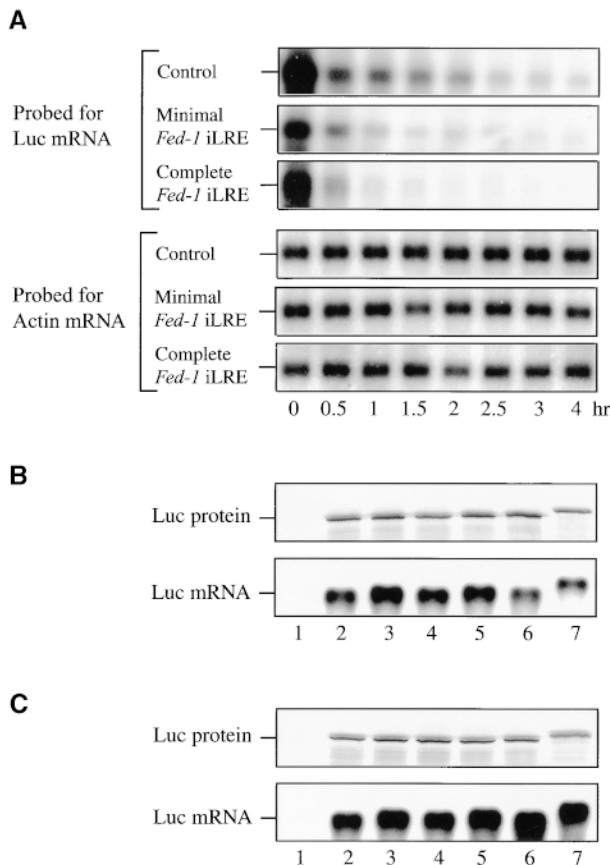 A
Probed for
Luc mRNA
Control
Minimal
Fed-1 iLRE
Complete
Fed-1 iLRE
Probed for
Actin mRNA
Control
Minimal
Fed-1 iLRE
Complete
Fed-1 iLRE
0 0.5 1 1.5 2 2.5 3 4 hr
B
Luc protein
Luc mRNA
1 2 3 4 5 6 7
C
Luc protein
Luc mRNA
1 2 3 4 5 6 7